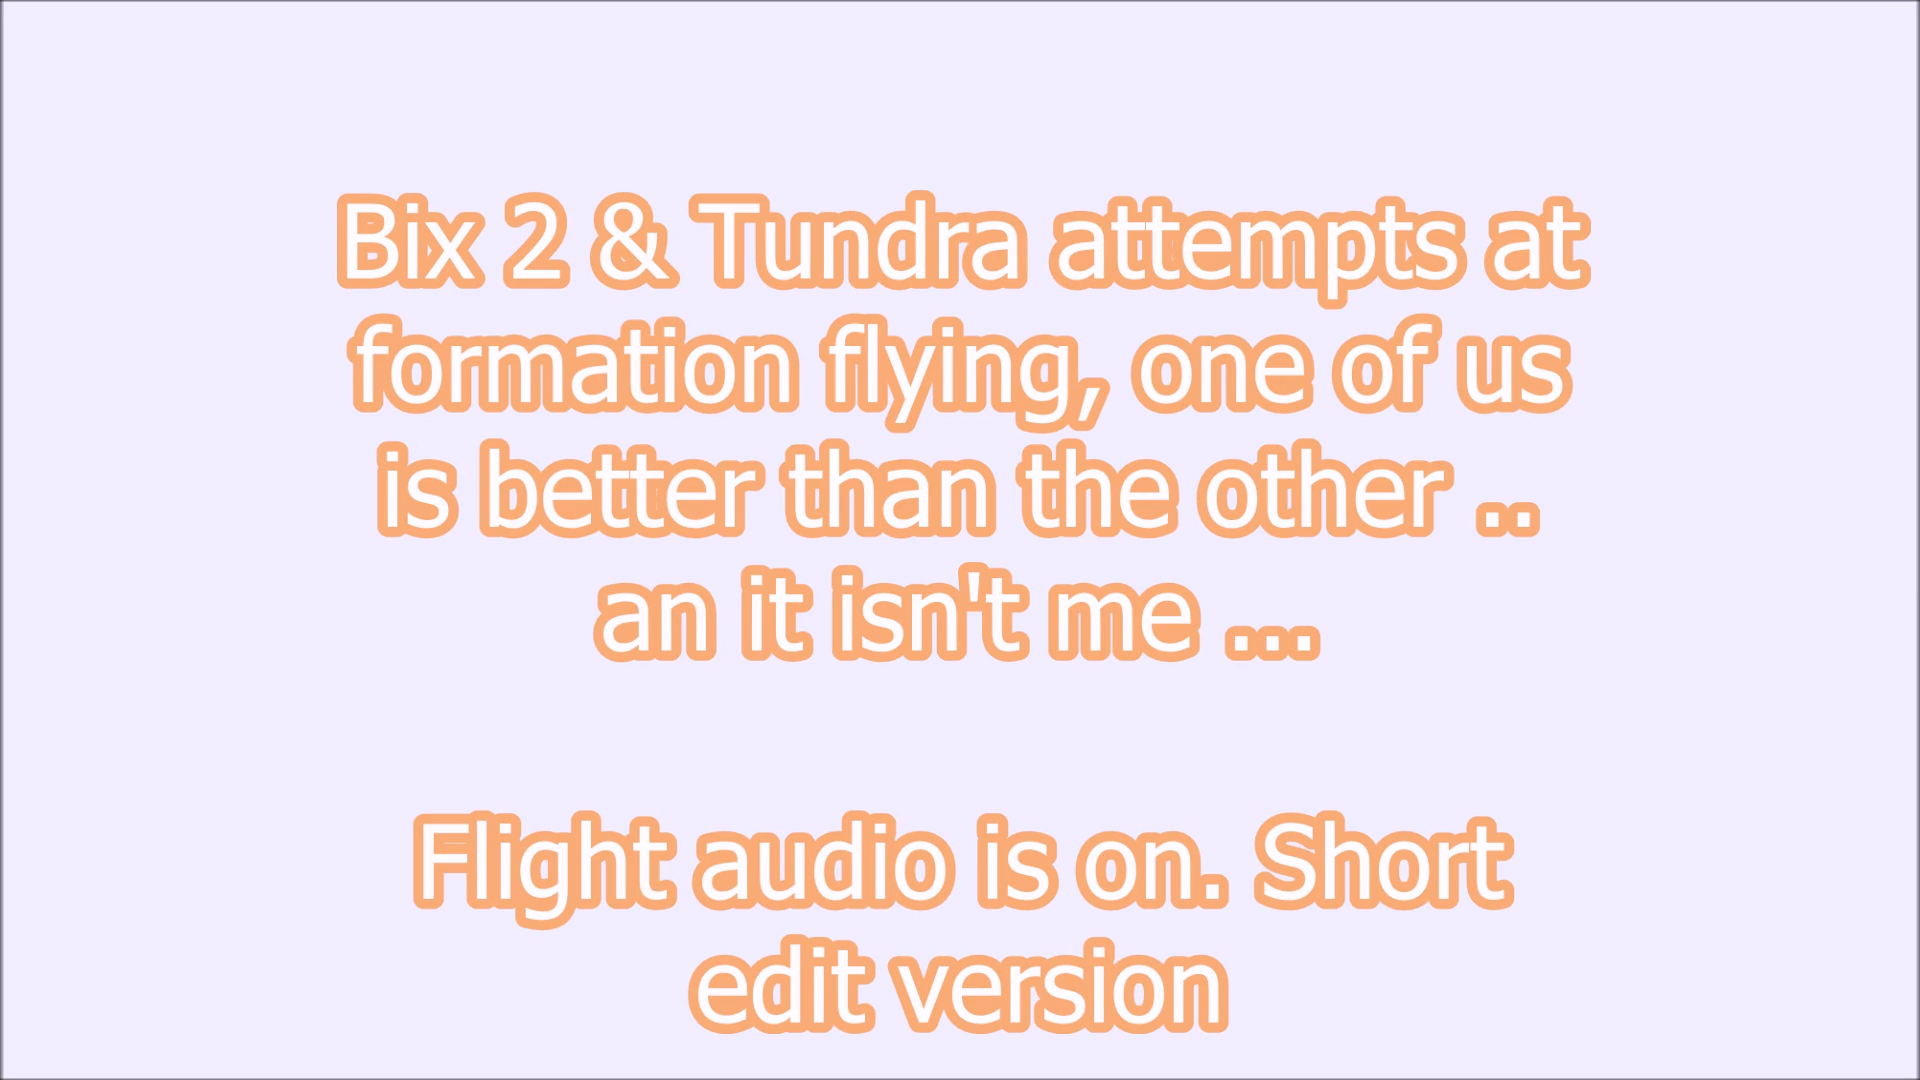 Bix 2 & Tundra attempts at
formation flying, one of us
is better than the other ..
an it isn't me ...
Flight audio is on. Short
edit version